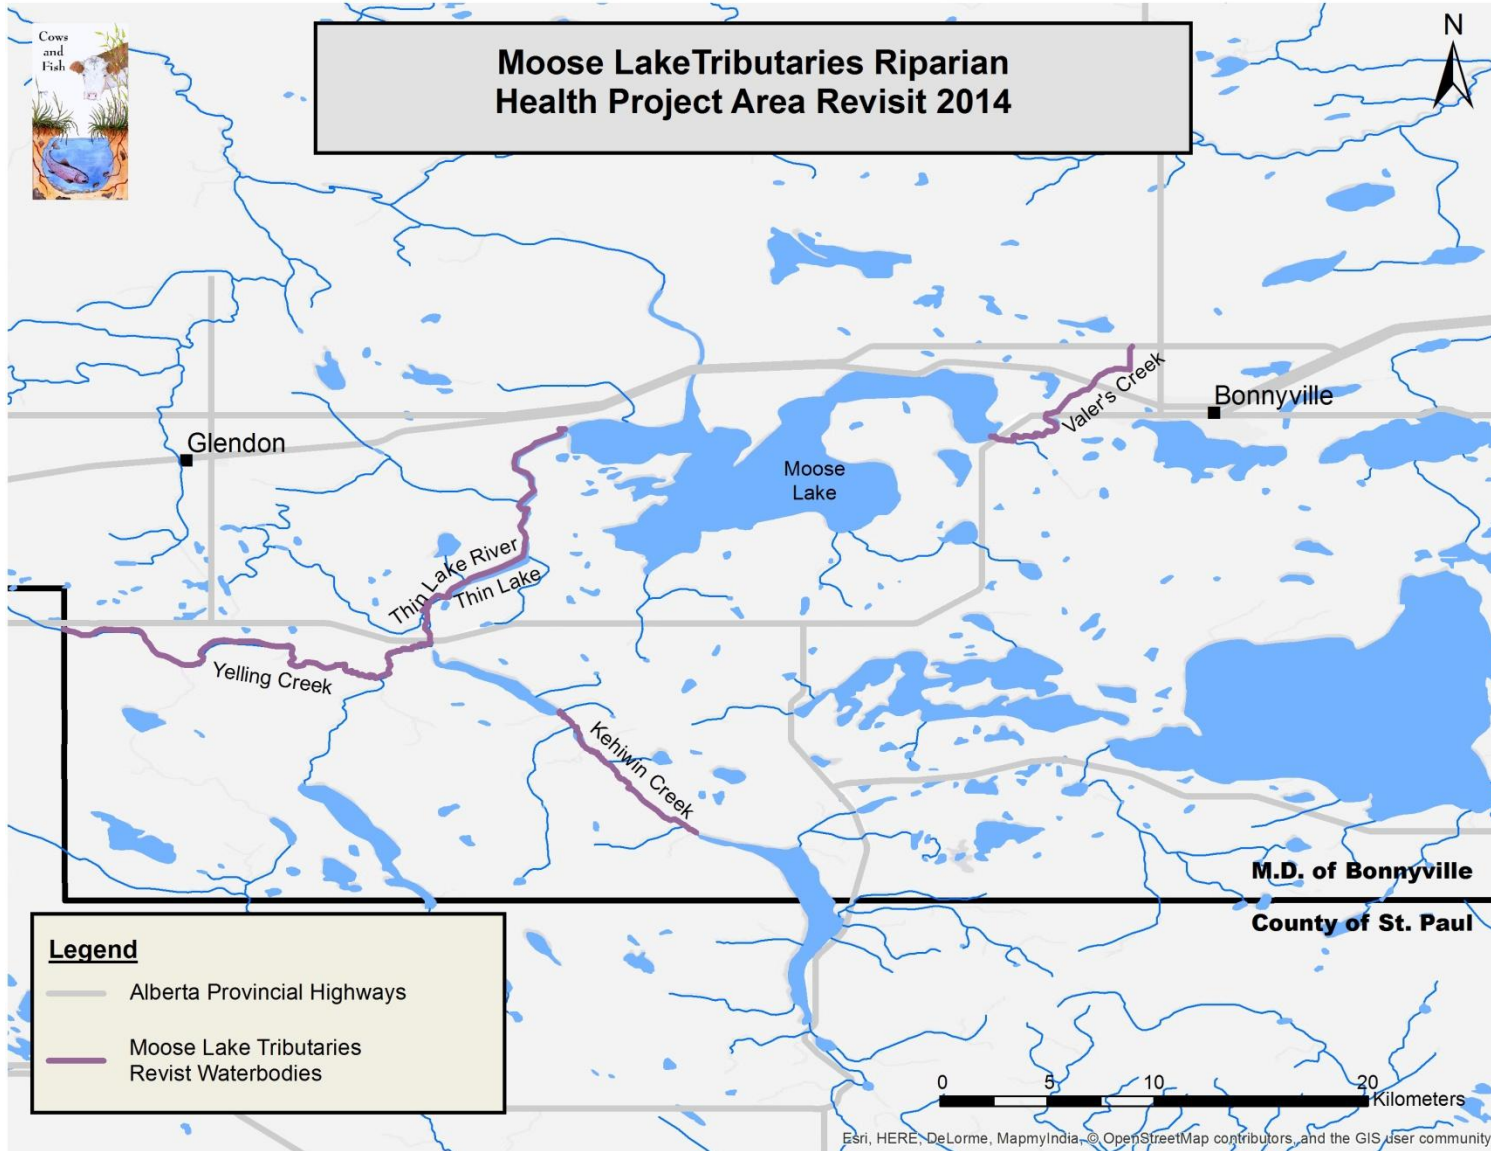 Cows
and
Fish
Moose LakeTributaries Riparian
Health Project Area Revisit 2014
N
Valer's Creek
Bonnyville
Glendon
Moose
Lake
Thin Lake River
Thin Lake
Yelling Creek
Kehiwin Creek
M.D. of Bonnyville
County of St. Paul
Legend
Alberta Provincial Highways
Moose Lake Tributaries
Revist Waterbodies
0 5 10 20
Kilometers
Esri, HERE, DeLorme, MapmyIndia, © OpenStreetMap contributors, and the GIS user community